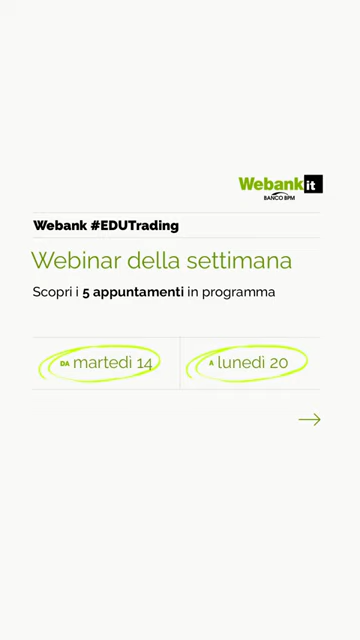 Webank it
BANCO BPM
Webank #EDUTrading
Webinar della settimana
Scopri i 5 appuntamenti in programma
DA martedì 14
A lunedì 20